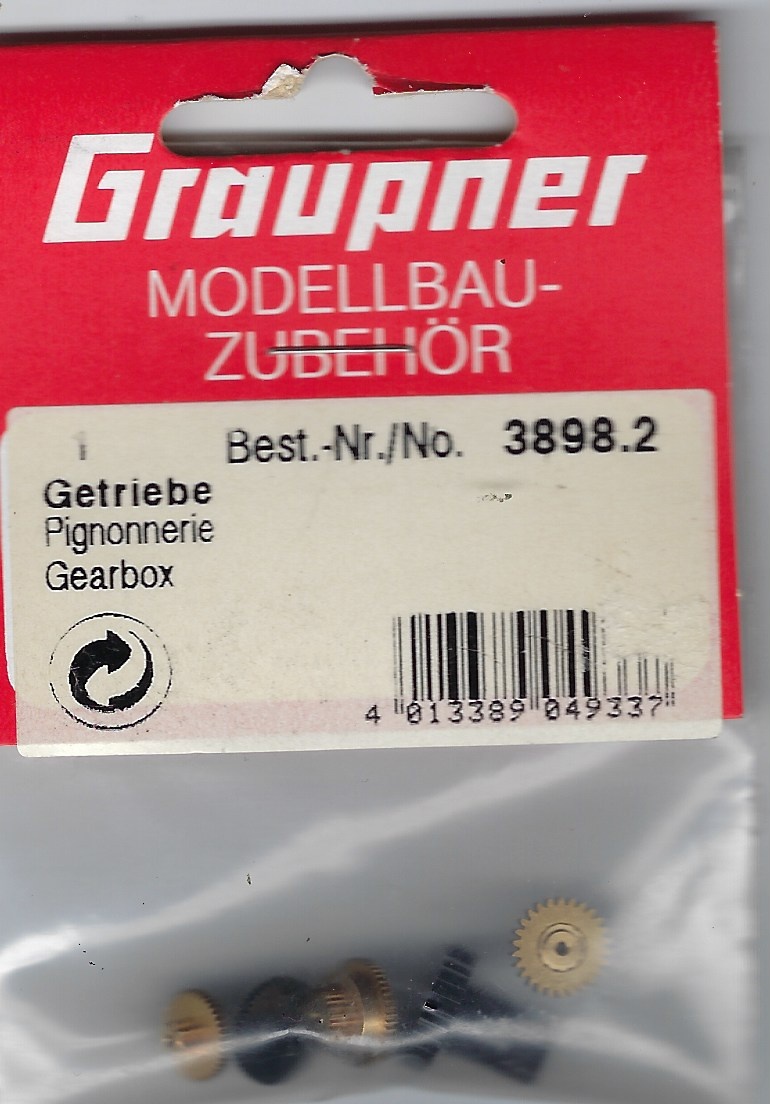 Graupner
MODELLBAU-
ZUBEHÖR
1 Best.-Nr./No. 3898.2
Getriebe
Pignonnerie
Gearbox
4 013389 049337